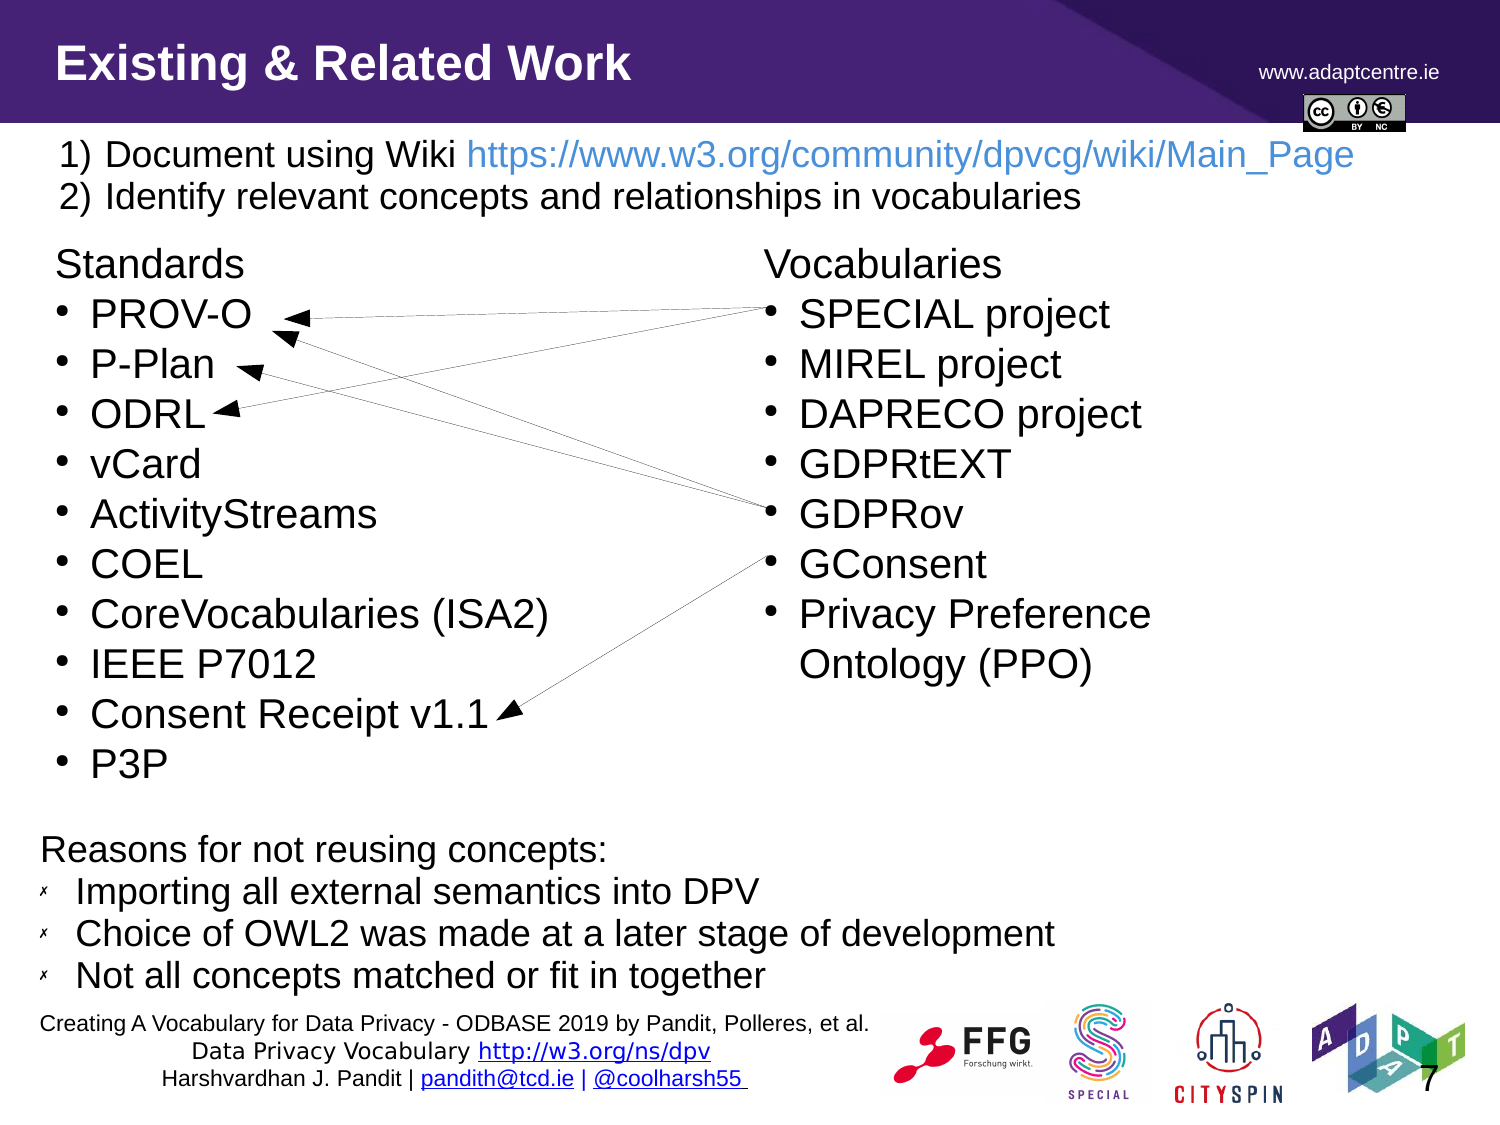 Existing & Related Work
www.adaptcentre.ie
cc
BY NC
1) Document using Wiki https://www.w3.org/community/dpvcg/wiki/Main_Page
2) Identify relevant concepts and relationships in vocabularies
Standards
• PROV-O
• P-Plan
• ODRL
• vCard
• ActivityStreams
• COEL
• CoreVocabularies (ISA2)
• IEEE P7012
• Consent Receipt v1.1
• P3P
Vocabularies
• SPECIAL project
• MIREL project
• DAPRECO project
• GDPRtEXT
• GDPRov
• GConsent
• Privacy Preference
Ontology (PPO)
Reasons for not reusing concepts:
✗ Importing all external semantics into DPV
✗ Choice of OWL2 was made at a later stage of development
✗ Not all concepts matched or fit in together
Creating A Vocabulary for Data Privacy - ODBASE 2019 by Pandit, Polleres, et al.
Data Privacy Vocabulary http://w3.org/ns/dpv
Harshvardhan J. Pandit | pandith@tcd.ie | @coolharsh55
FFG
Forschung wirkt.
SPECIAL
CITYSPIN
ADAPT
7